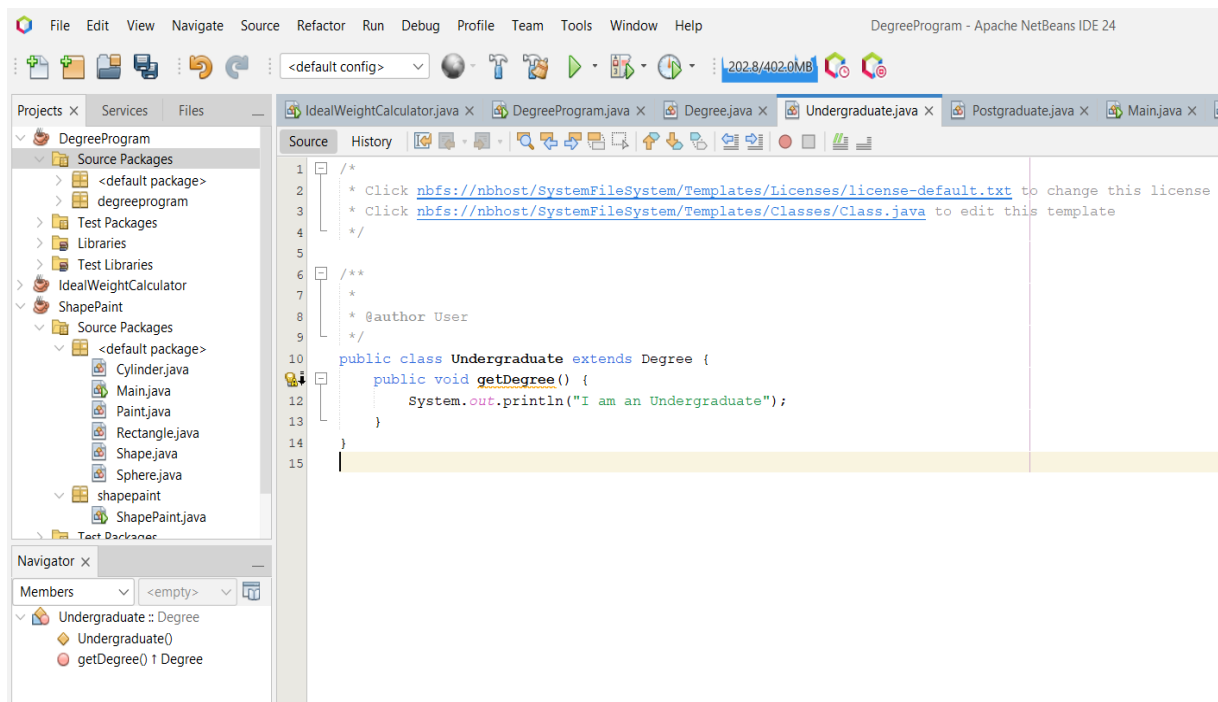 File Edit View Navigate Source Refactor Run Debug Profile Team Tools Window Help DegreeProgram - Apache NetBeans IDE 24
<default config> 202.8/402.0MB
Projects Services Files
IdealWeightCalculator.java DegreeProgram.java Degree.java Undergraduate.java Postgraduate.java Main.java
Source History
DegreeProgram
Source Packages
<default package>
degreeprogram
Test Packages
Libraries
Test Libraries
IdealWeightCalculator
ShapePaint
Source Packages
<default package>
Cylinder.java
Main.java
Paint.java
Rectangle.java
Shape.java
Sphere.java
shapepaint
ShapePaint.java
Test Packages
1 /*
2 * Click nbfs://nbhost/SystemFileSystem/Templates/Licenses/license-default.txt to change this license
3 * Click nbfs://nbhost/SystemFileSystem/Templates/Classes/Class.java to edit this template
4 */
5
6 /**
7 *
8 * @author User
9 */
10 public class Undergraduate extends Degree {
public void getDegree() {
12 System.out.println("I am an Undergraduate");
13 }
14 }
15
Navigator
Members <empty>
Undergraduate :: Degree
Undergraduate()
getDegree() ↑ Degree